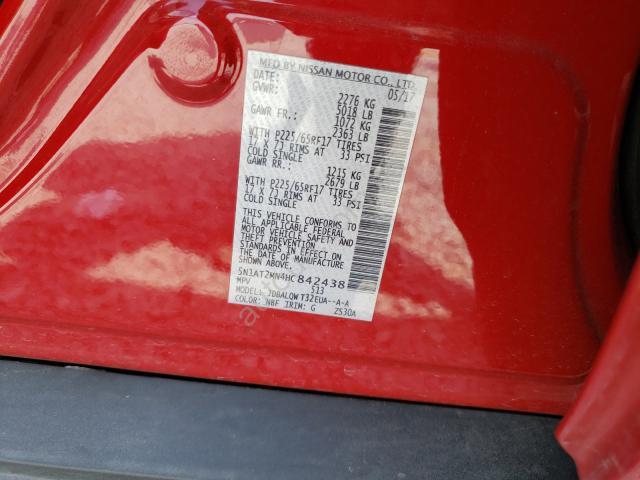 MFD BY NISSAN MOTOR CO., LTD.
DATE: 05/17
GVWR: 2276 KG
5018 LB
GAWR FR.: 1072 KG
2363 LB
WITH P225/65RF17 TIRES
17 X 7J RIMS AT 33 PSI
COLD SINGLE
GAWR RR.: 1215 KG
2679 LB
WITH P225/65RF17 TIRES
17 X 7J RIMS AT 33 PSI
COLD SINGLE
THIS VEHICLE CONFORMS TO
ALL APPLICABLE FEDERAL
MOTOR VEHICLE SAFETY AND
THEFT PREVENTION
STANDARDS IN EFFECT ON
THE DATE OF MANUFACTURE
SHOWN ABOVE.
5N1AT2MN4HC842438
MPV 513
MODEL: JDBALQWT32EUA--A-A
COLOR: NBF TRIM: G ZS30A